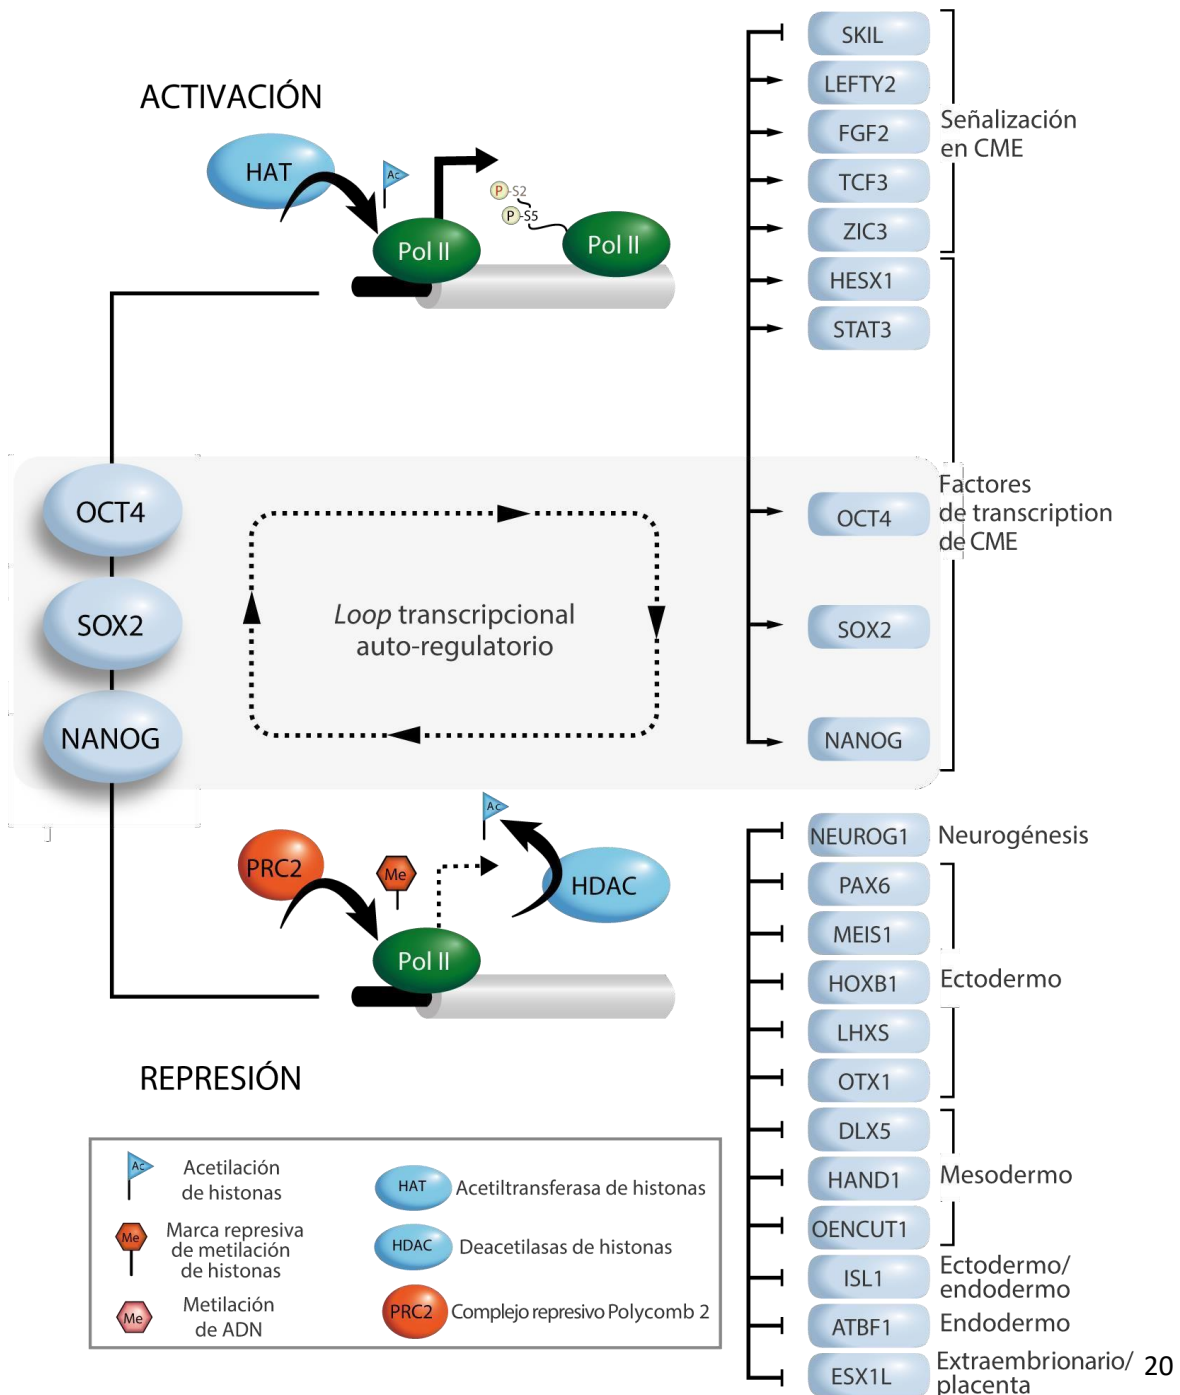 ACTIVACIÓN
HAT
Ac
Pol II
P-S2
P-S5
Pol II
SKIL
LEFTY2
FGF2
TCF3
ZIC3
Señalización
en CME
HESX1
STAT3
OCT4
SOX2
NANOG
Factores
de transcription
de CME
OCT4
SOX2
NANOG
Loop transcripcional
auto-regulatorio
PRC2
Me
Ac
HDAC
Pol II
REPRESIÓN
NEUROG1
Neurogénesis
PAX6
MEIS1
HOXB1
LHXS
OTX1
Ectodermo
DLX5
HAND1
OENCUT1
Mesodermo
ISL1
Ectodermo/
endodermo
ATBF1
Endodermo
ESX1L
Extraembrionario/
placenta
Ac
Acetilación
de histonas
Me
Marca represiva
de metilación
de histonas
Me
Metilación
de ADN
HAT
Acetiltransferasa de histonas
HDAC
Deacetilasas de histonas
PRC2
Complejo represivo Polycomb 2
20